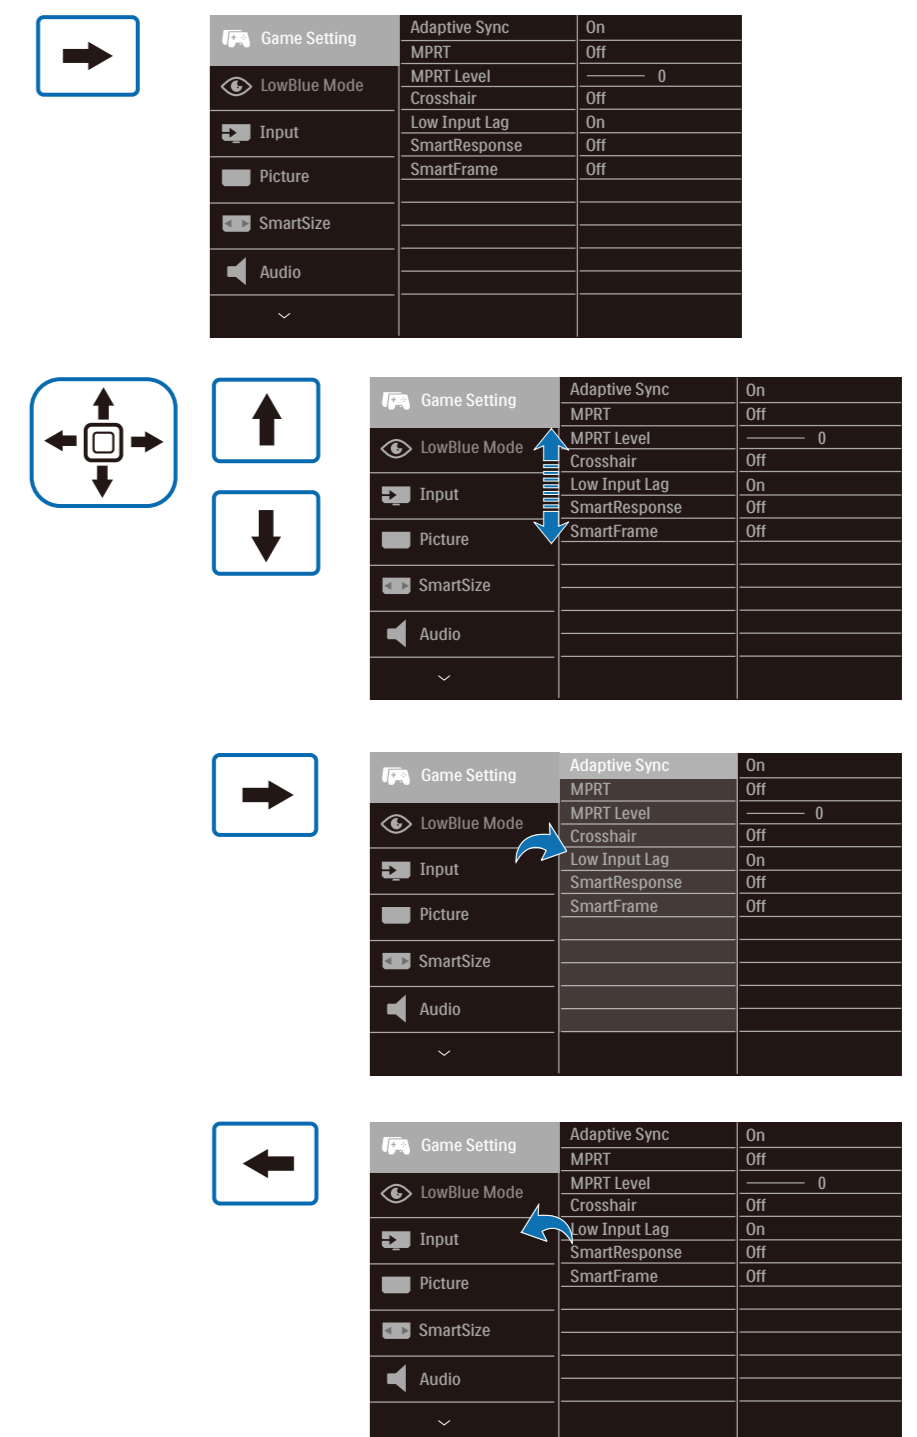 Game Setting
LowBlue Mode
Input
Picture
SmartSize
Audio
Adaptive Sync On
MPRT Off
MPRT Level 0
Crosshair Off
Low Input Lag On
SmartResponse Off
SmartFrame Off
Game Setting
LowBlue Mode
Input
Picture
SmartSize
Audio
Adaptive Sync On
MPRT Off
MPRT Level 0
Crosshair Off
Low Input Lag On
SmartResponse Off
SmartFrame Off
Game Setting
LowBlue Mode
Input
Picture
SmartSize
Audio
Adaptive Sync On
MPRT Off
MPRT Level 0
Crosshair Off
Low Input Lag On
SmartResponse Off
SmartFrame Off
Game Setting
LowBlue Mode
Input
Picture
SmartSize
Audio
Adaptive Sync On
MPRT Off
MPRT Level 0
Crosshair Off
Low Input Lag On
SmartResponse Off
SmartFrame Off